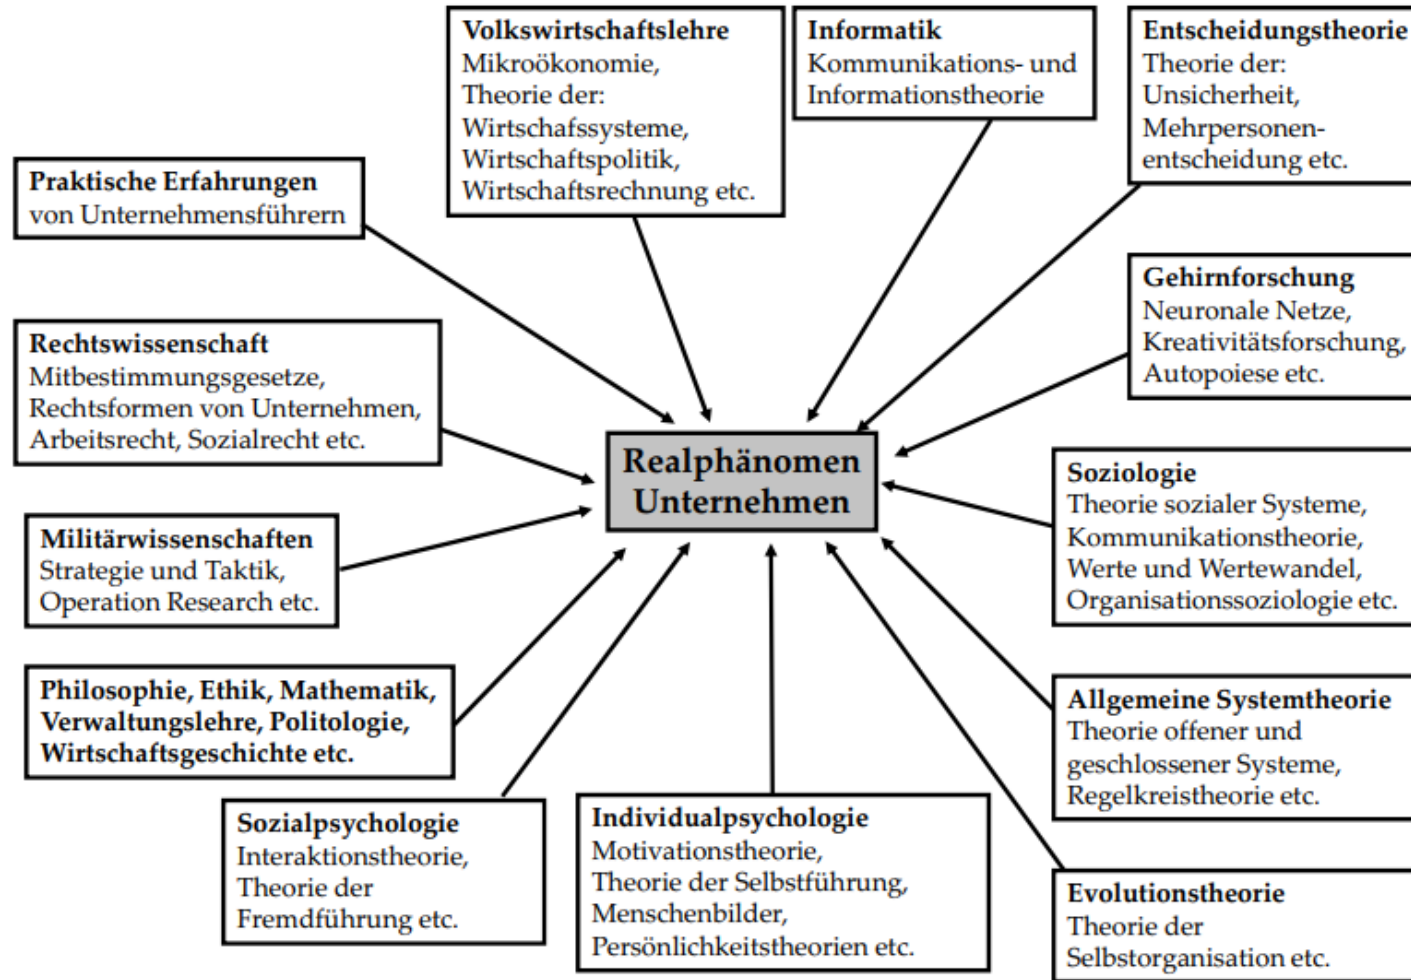 Volkswirtschaftslehre
Mikroökonomie,
Theorie der:
Wirtschafssysteme,
Wirtschaftspolitik,
Wirtschaftsrechnung etc.
Informatik
Kommunikations- und
Informationstheorie
Entscheidungstheorie
Theorie der:
Unsicherheit,
Mehrpersonen-
entscheidung etc.
Praktische Erfahrungen
von Unternehmensführern
Gehirnforschung
Neuronale Netze,
Kreativitätsforschung,
Autopoiese etc.
Rechtswissenschaft
Mitbestimmungsgesetze,
Rechtsformen von Unternehmen,
Arbeitsrecht, Sozialrecht etc.
Realphänomen
Unternehmen
Soziologie
Theorie sozialer Systeme,
Kommunikationstheorie,
Werte und Wertewandel,
Organisationssoziologie etc.
Militärwissenschaften
Strategie und Taktik,
Operation Research etc.
Philosophie, Ethik, Mathematik,
Verwaltungslehre, Politologie,
Wirtschaftsgeschichte etc.
Allgemeine Systemtheorie
Theorie offener und
geschlossener Systeme,
Regelkreistheorie etc.
Sozialpsychologie
Interaktionstheorie,
Theorie der
Fremdführung etc.
Individualpsychologie
Motivationstheorie,
Theorie der Selbstführung,
Menschenbilder,
Persönlichkeitstheorien etc.
Evolutionstheorie
Theorie der
Selbstorganisation etc.